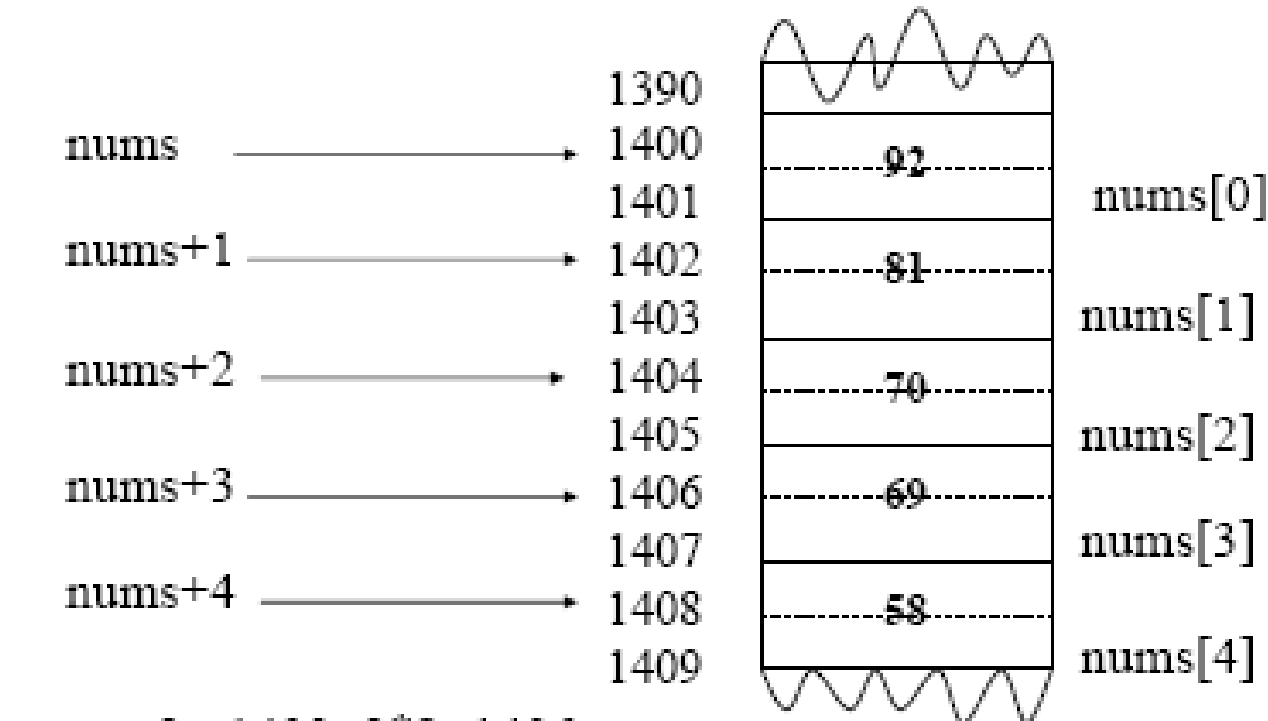 1390
nums 1400 92
1401 nums[0]
nums+1 1402 81
1403 nums[1]
nums+2 1404 70
1405 nums[2]
nums+3 1406 69
1407 nums[3]
nums+4 1408 58
1409 nums[4]